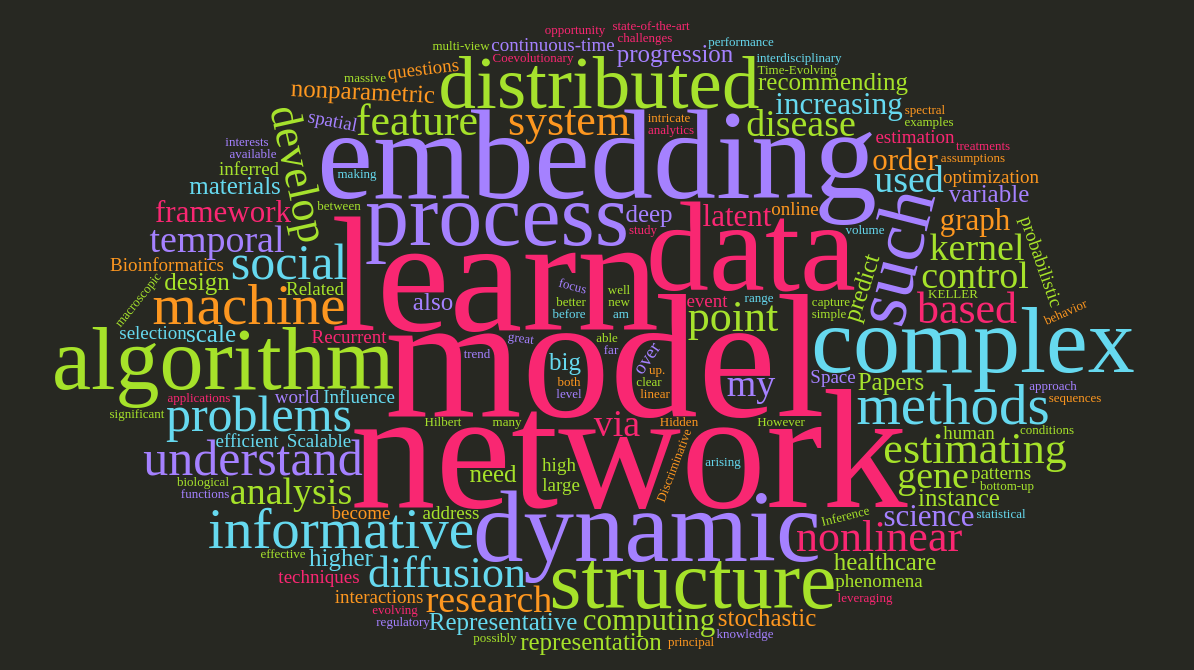 opportunity
state-of-the-art
challenges
multi-view
continuous-time
performance
Coevolutionary
progression
interdisciplinary
massive
questions
distributed
Time-Evolving
recommending
nonparametric
increasing
spectral
examples
develop
spatial
feature
system
intricate
analytics
disease
estimation
treatments
interests
available
embedding
order
assumptions
inferred
making
used
optimization
materials
variable
between
process
deep
latent
online
such
framework
study
volume
graph
probabilistic
temporal
data
kernel
social
learn
Bioinformatics
design
Related
control
macroscopic
machine
also
focus
well
better
new
before
am
event
range
capture
simple
predict
KELLER
based
behavior
selection
scale
Recurrent
point
great
able
far
trend
over
complex
algorithm
model
big
up.
both
clear
level
linear
my
Space
Papers
approach
sequences
applications
world
Influence
methods
significant
problems
Hilbert
many
via
Hidden
However
network
human
conditions
efficient
Scalable
estimating
understand
need
high
large
Discriminative
arising
gene
patterns
bottom-up
biological
functions
analysis
instance
become
address
Inference
science
statistical
informative
dynamic
nonlinear
effective
higher
healthcare
techniques
diffusion
structure
phenomena
interactions
research
leveraging
evolving
regulatory
Representative
computing
stochastic
possibly
representation
principal
knowledge